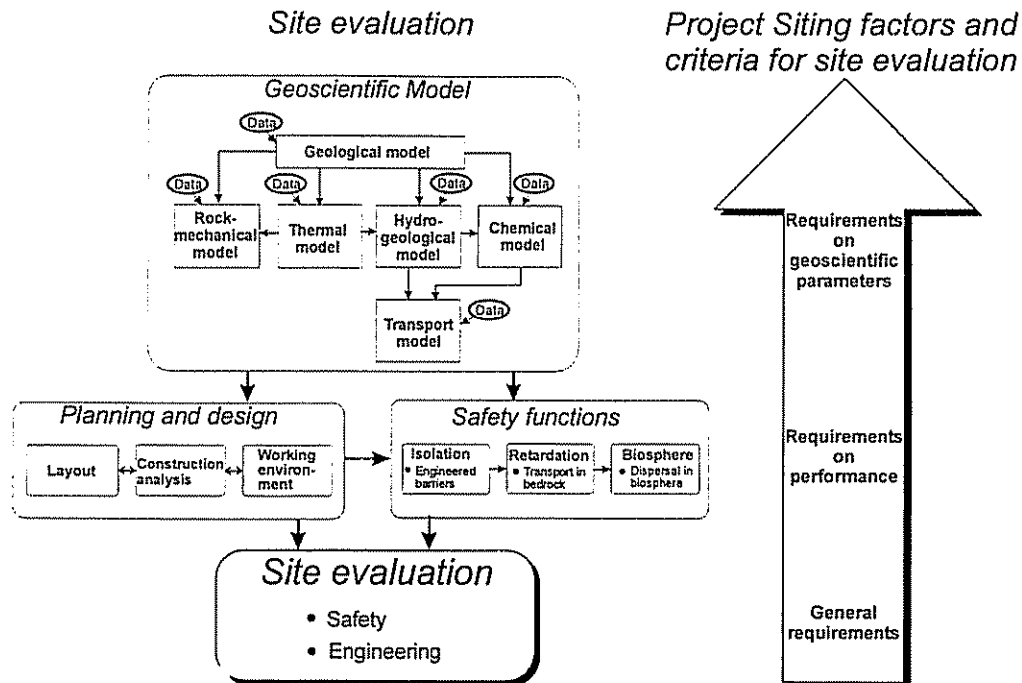 Site evaluation
Project Siting factors and
criteria for site evaluation
Geoscientific Model
Data
Geological model
Data
Data
Data
Data
Rock-
mechanical
model
Thermal
model
Hydro-
geological
model
Chemical
model
Data
Transport
model
Requirements
on
geoscientific
parameters
Planning and design
Layout
Construction
analysis
Working
environ-
ment
Safety functions
Isolation
• Engineered
barriers
Retardation
• Transport in
bedrock
Biosphere
• Dispersal in
biosphere
Requirements
on
performance
Site evaluation
• Safety
• Engineering
General
requirements